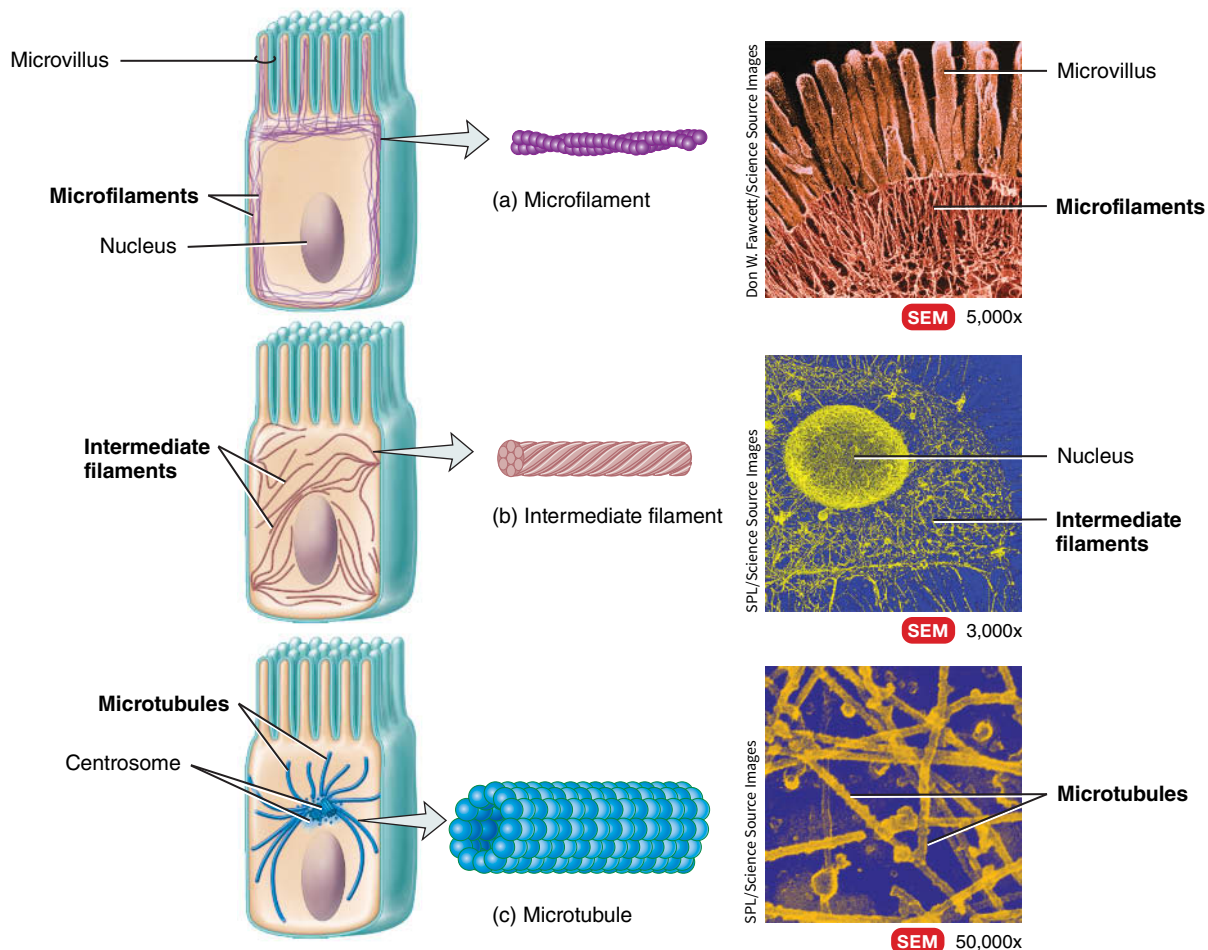 Microvillus
Microfilaments
Nucleus
(a) Microfilament
Don W. Fawcett/Science Source Images
Microvillus
Microfilaments
SEM 5,000x
Intermediate
filaments
(b) Intermediate filament
SPL/Science Source Images
Nucleus
Intermediate
filaments
SEM 3,000x
Microtubules
Centrosome
(c) Microtubule
SPL/Science Source Images
Microtubules
SEM 50,000x